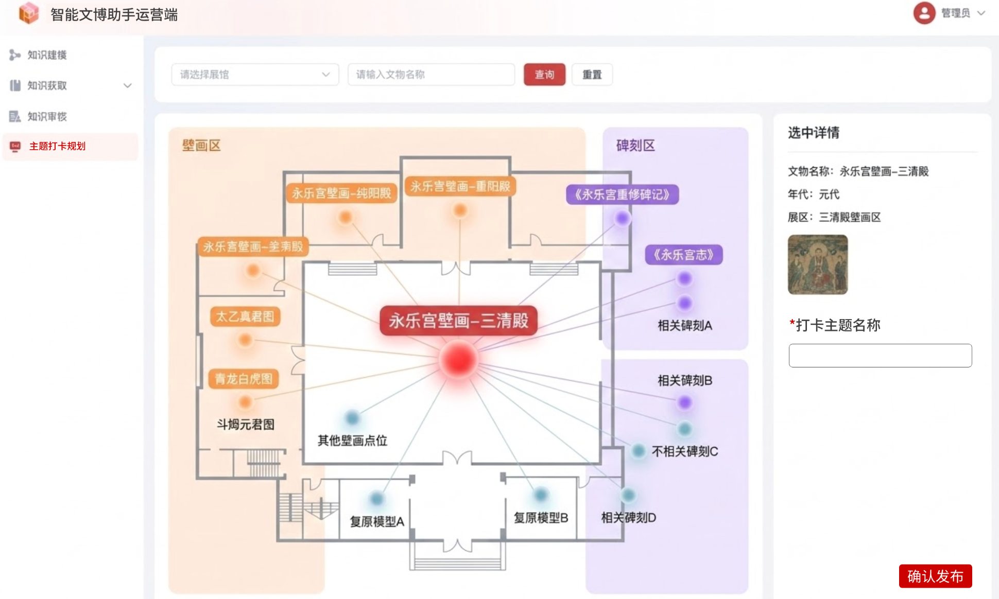 智能文博助手运营端
管理员
知识建模
知识获取
知识审核
主题打卡规划
请选择展馆
请输入文物名称
查询
重置
壁画区
碑刻区
永乐宫壁画-纯阳殿
永乐宫壁画-重阳殿
《永乐宫重修碑记》
永乐宫壁画-
《永乐宫志》
太乙真君图
永乐宫壁画-三清殿
相关碑刻A
青龙白虎图
相关碑刻B
斗姆元君图
其他壁画点位
不相关碑刻C
复原模型A
复原模型B
相关碑刻D
选中详情
文物名称：永乐宫壁画-三清殿
年代：元代
展区：三清殿壁画区
*打卡主题名称
确认发布